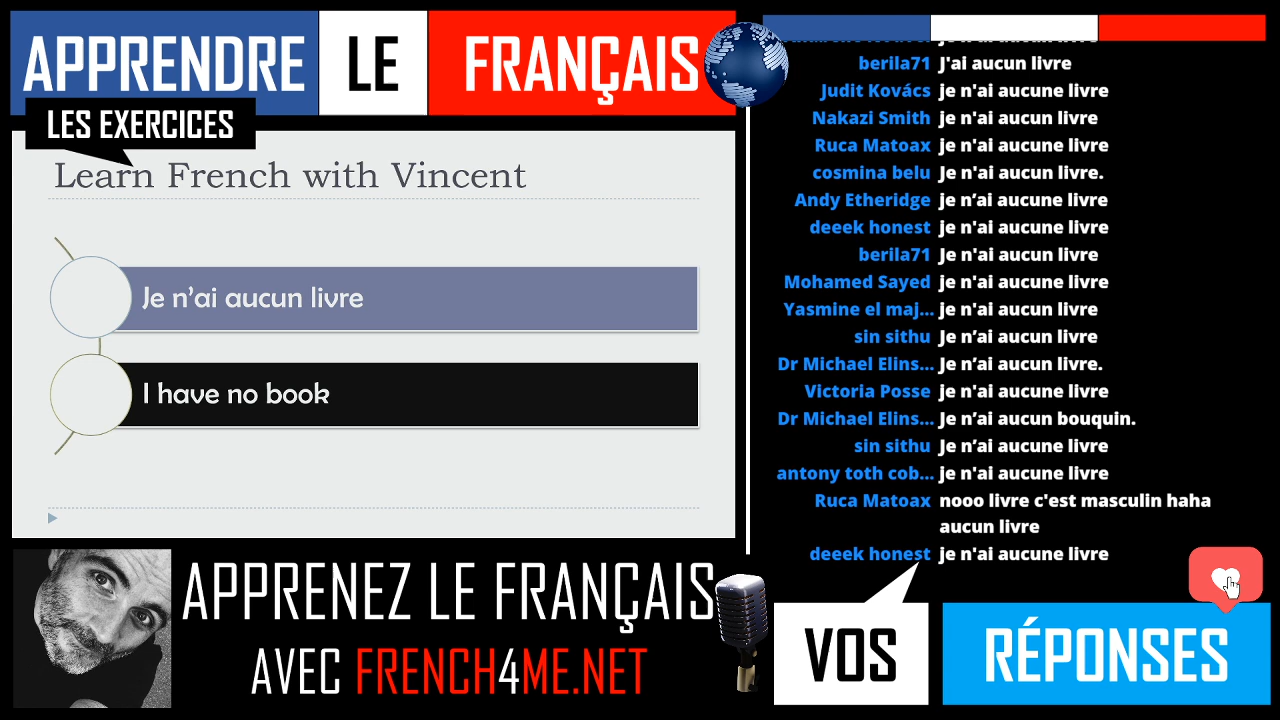 APPRENDRE LE FRANÇAIS
LES EXERCICES
Learn French with Vincent
Je n’ai aucun livre
I have no book
APPRENEZ LE FRANÇAIS
AVEC FRENCH4ME.NET
berila71 J'ai aucun livre
Judit Kovács je n'ai aucune livre
Nakazi Smith je n'ai aucune livre
Ruca Matoax je n'ai aucune livre
cosmina belu Je n'ai aucun livre.
Andy Etheridge je n’ai aucune livre
deeek honest je n'ai aucune livre
berila71 Je n'ai aucun livre
Mohamed Sayed je n'ai aucune livre
Yasmine el maj... je n'ai aucun livre
sin sithu Je n’ai aucun livre
Dr Michael Elins... Je n’ai aucun livre.
Victoria Posse je n'ai aucune livre
Dr Michael Elins... Je n’ai aucun bouquin.
sin sithu Je n’ai aucune livre
antony toth cob... je n'ai aucune livre
Ruca Matoax nooo livre c'est masculin haha
aucun livre
deeek honest je n'ai aucune livre
VOS RÉPONSES